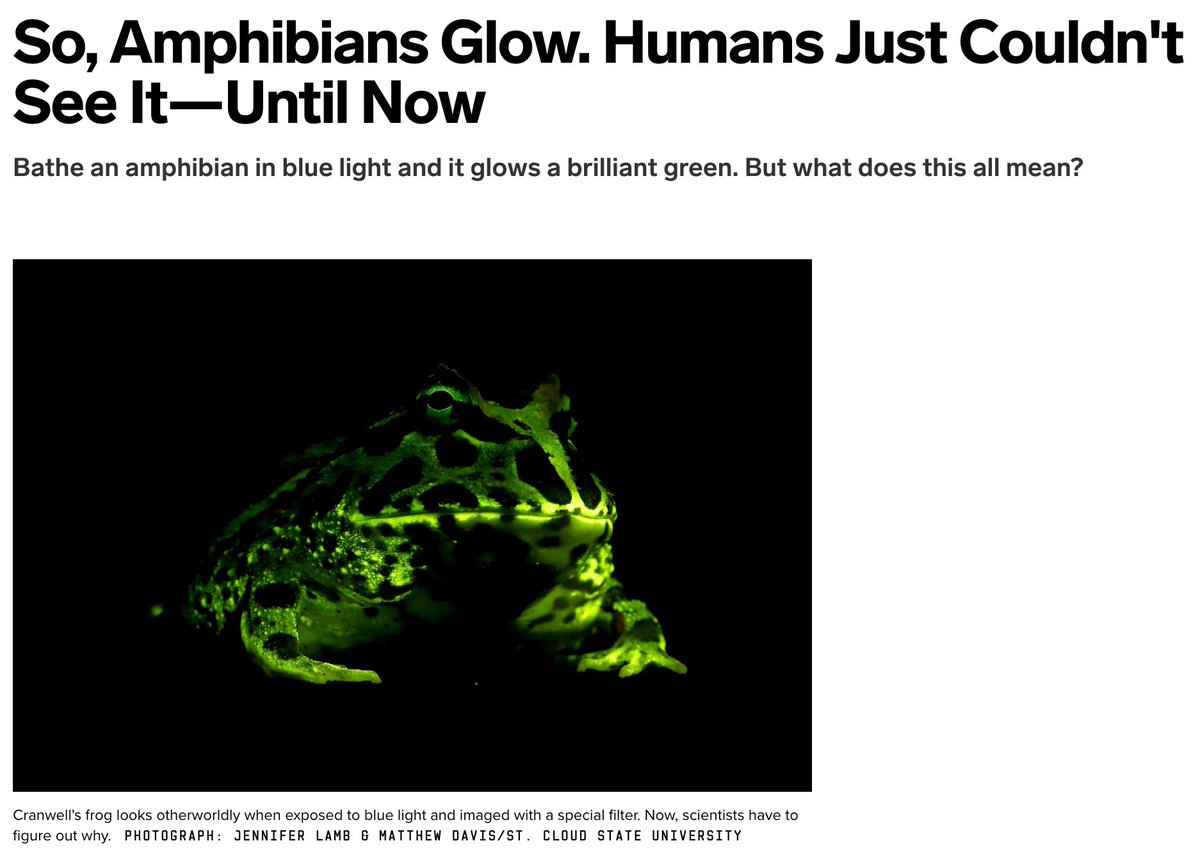 So, Amphibians Glow. Humans Just Couldn't
See It—Until Now
Bathe an amphibian in blue light and it glows a brilliant green. But what does this all mean?
Cranwell's frog looks otherworldly when exposed to blue light and imaged with a special filter. Now, scientists have to
figure out why. PHOTOGRAPH: JENNIFER LAMB & MATTHEW DAVIS/ST. CLOUD STATE UNIVERSITY